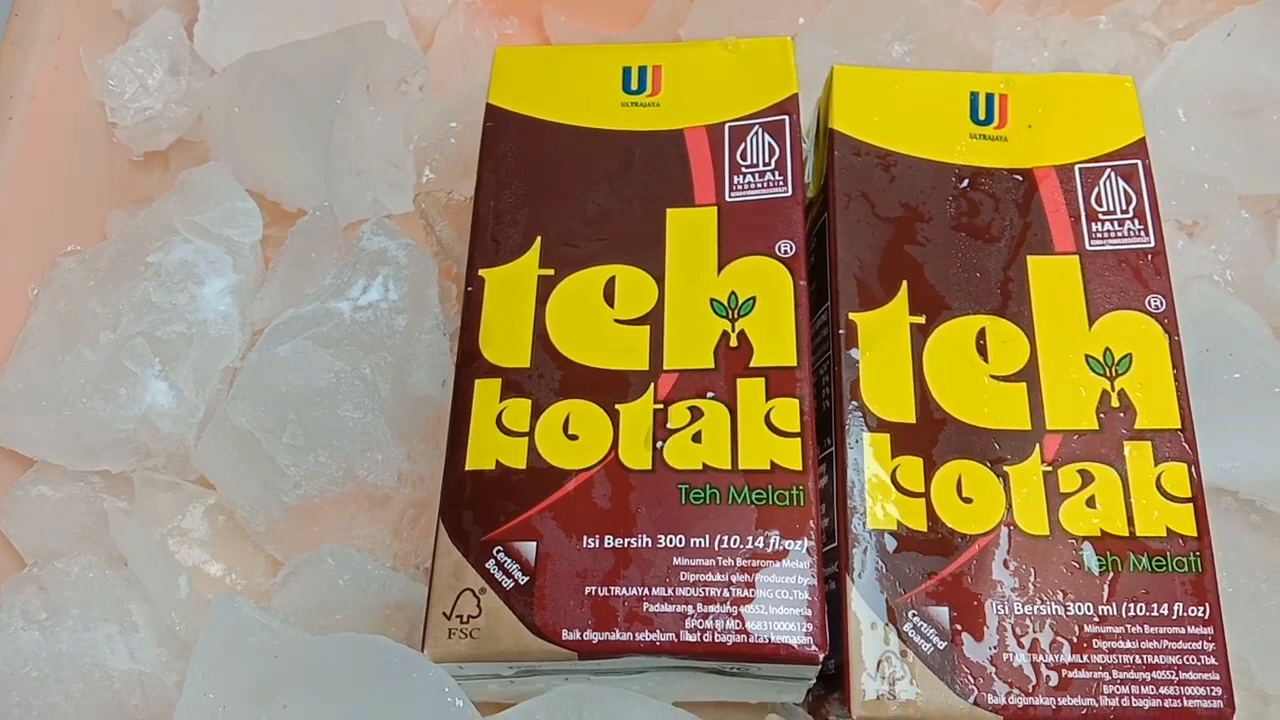 UJ
ULTRAJAYA
HALAL
INDONESIA
teh®
kotak
Teh Melati
Isi Bersih 300 ml (10.14 fl.oz)
Minuman Teh Beraroma Melati
Diproduksi oleh/Produced by:
PT ULTRAJAYA MILK INDUSTRY & TRADING CO., Tbk.
Padalarang, Bandung 40552, Indonesia
BPOM RI MD. 468310006129
Baik digunakan sebelum, lihat di bagian atas kemasan
Certified
Board!
FSC®
UJ
ULTRAJAYA
HALAL
INDONESIA
teh®
kotak
Teh Melati
Isi Bersih 300 ml (10.14 fl.oz)
Minuman Teh Beraroma Melati
Diproduksi oleh/Produced by:
PT ULTRAJAYA MILK INDUSTRY & TRADING CO., Tbk.
Padalarang, Bandung 40552, Indonesia
BPOM RI MD. 468310006129
Baik digunakan sebelum, lihat di bagian atas kemasan
Certified
Board!
FSC